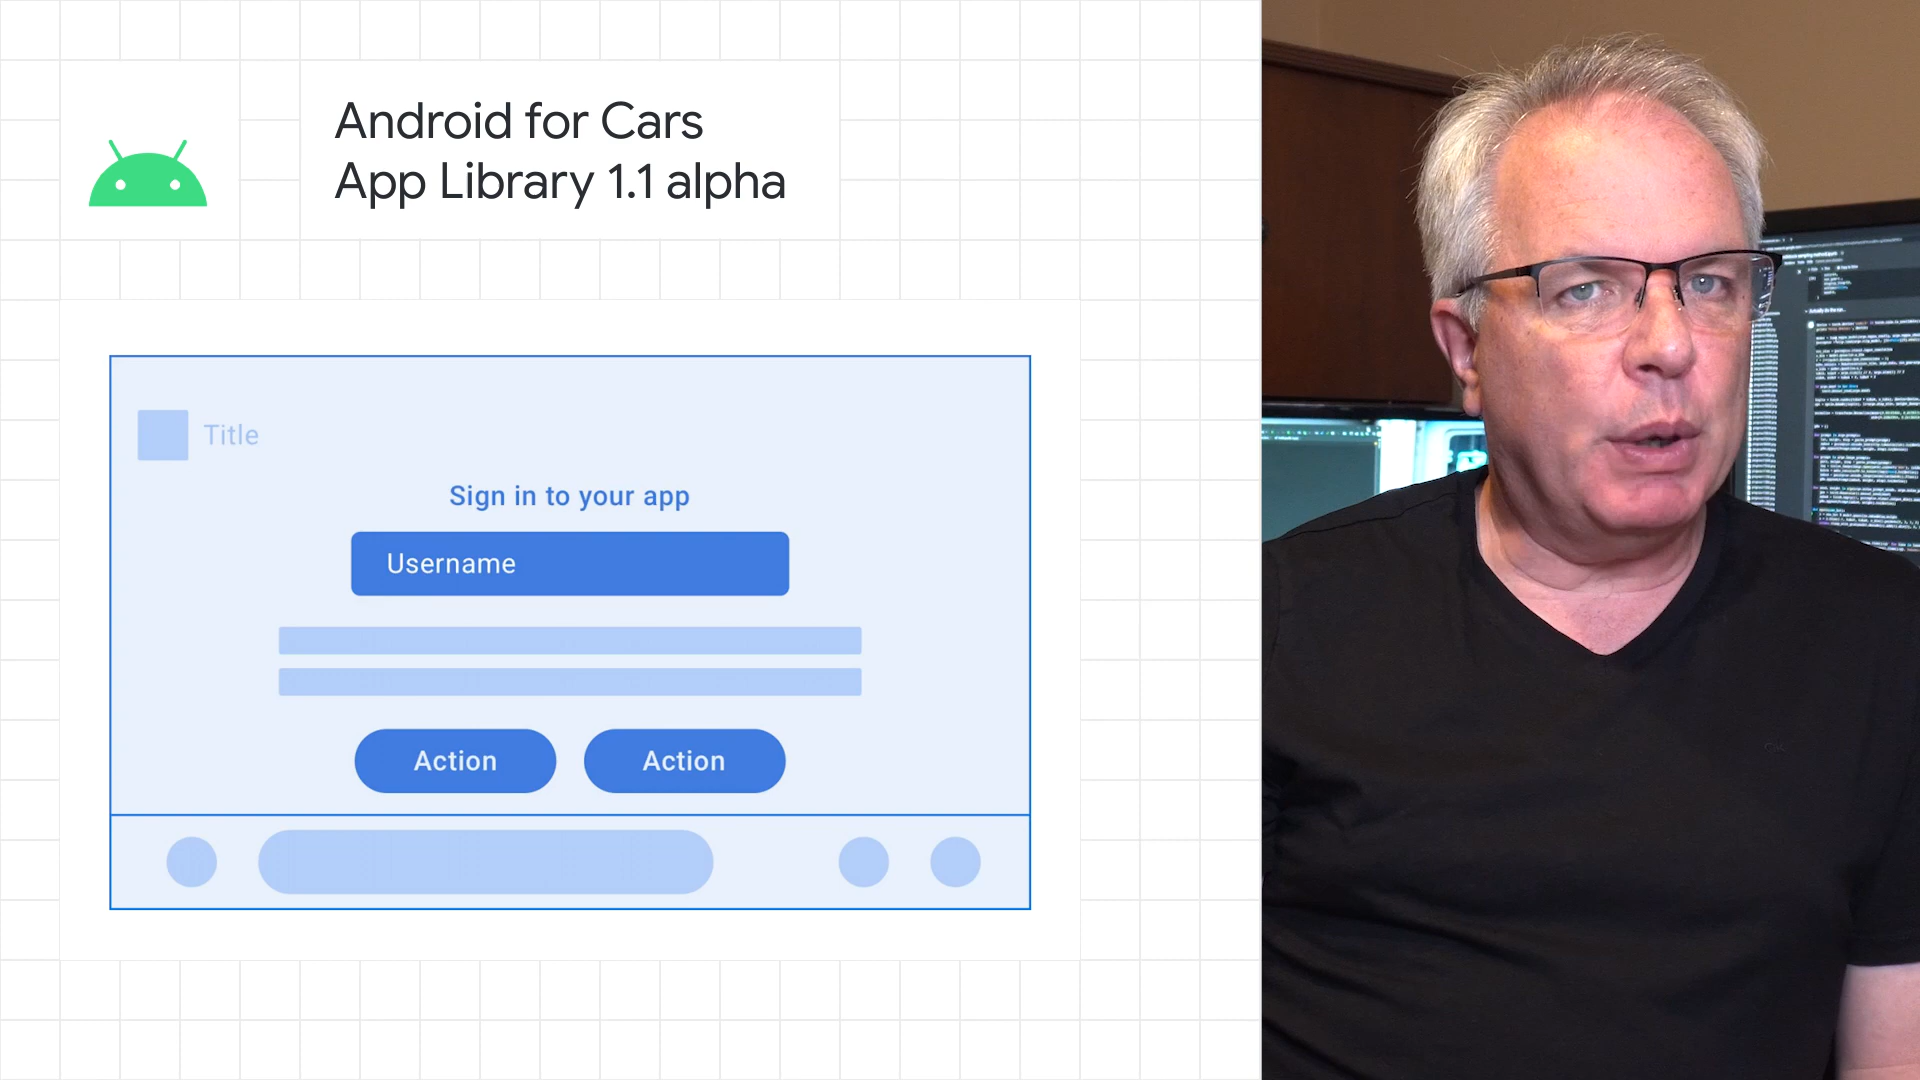 Android for Cars
App Library 1.1 alpha
Title
Sign in to your app
Username
Action Action